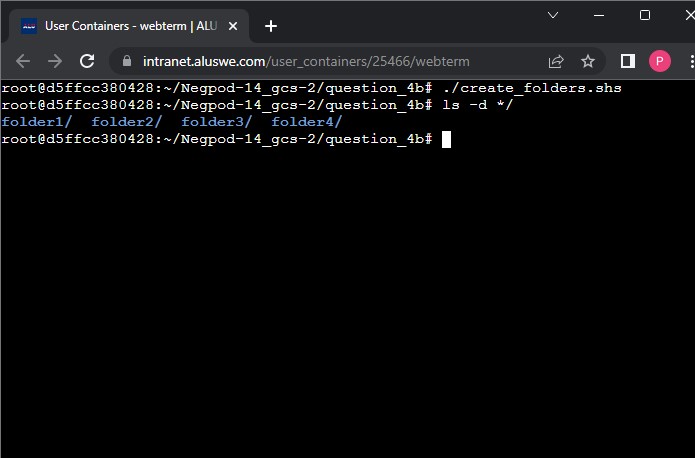 User Containers - webterm | ALU
intranet.aluswe.com/user_containers/25466/webterm
P
root@d5ffcc380428:~/Negpod-14_gcs-2/question_4b# ./create_folders.shs
root@d5ffcc380428:~/Negpod-14_gcs-2/question_4b# ls -d */
folder1/  folder2/  folder3/  folder4/
root@d5ffcc380428:~/Negpod-14_gcs-2/question_4b#